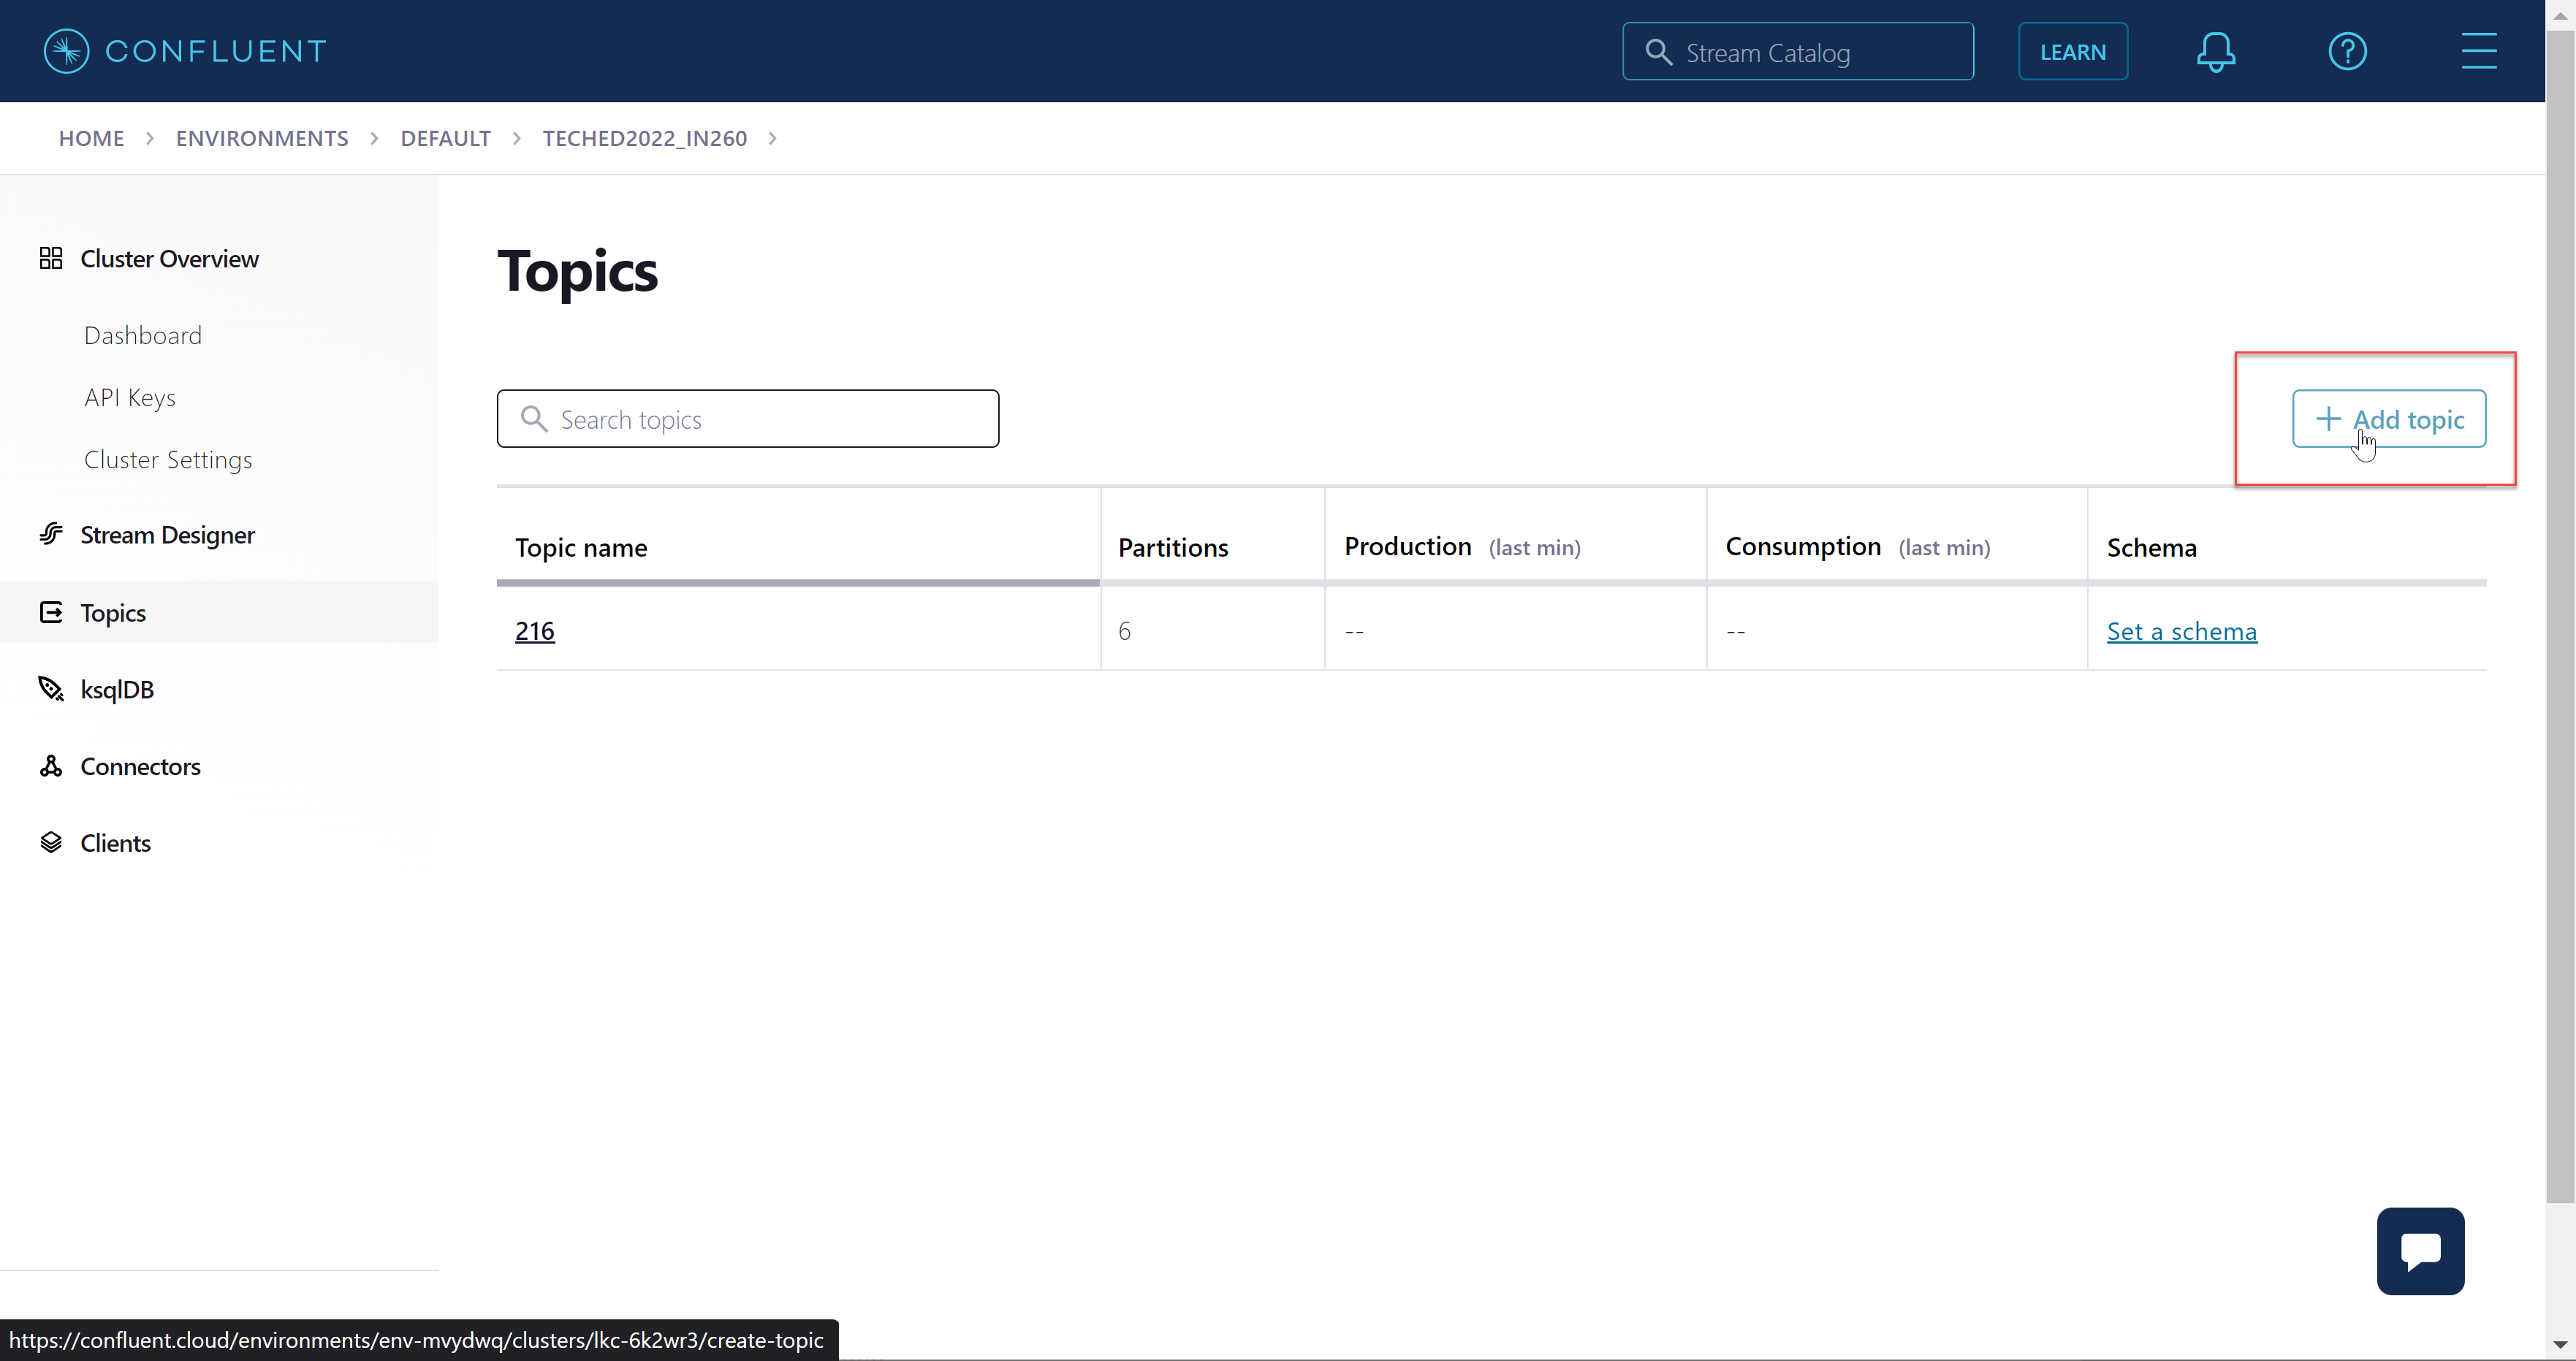 CONFLUENT
Stream Catalog
LEARN
HOME > ENVIRONMENTS > DEFAULT > TECHED2022_IN260 >
Cluster Overview
Dashboard
API Keys
Cluster Settings
Stream Designer
Topics
ksqlDB
Connectors
Clients
Topics
Search topics
+ Add topic
Topic name Partitions Production (last min) Consumption (last min) Schema
216 6 -- -- Set a schema
https://confluent.cloud/environments/env-mvydwq/clusters/lkc-6k2wr3/create-topic